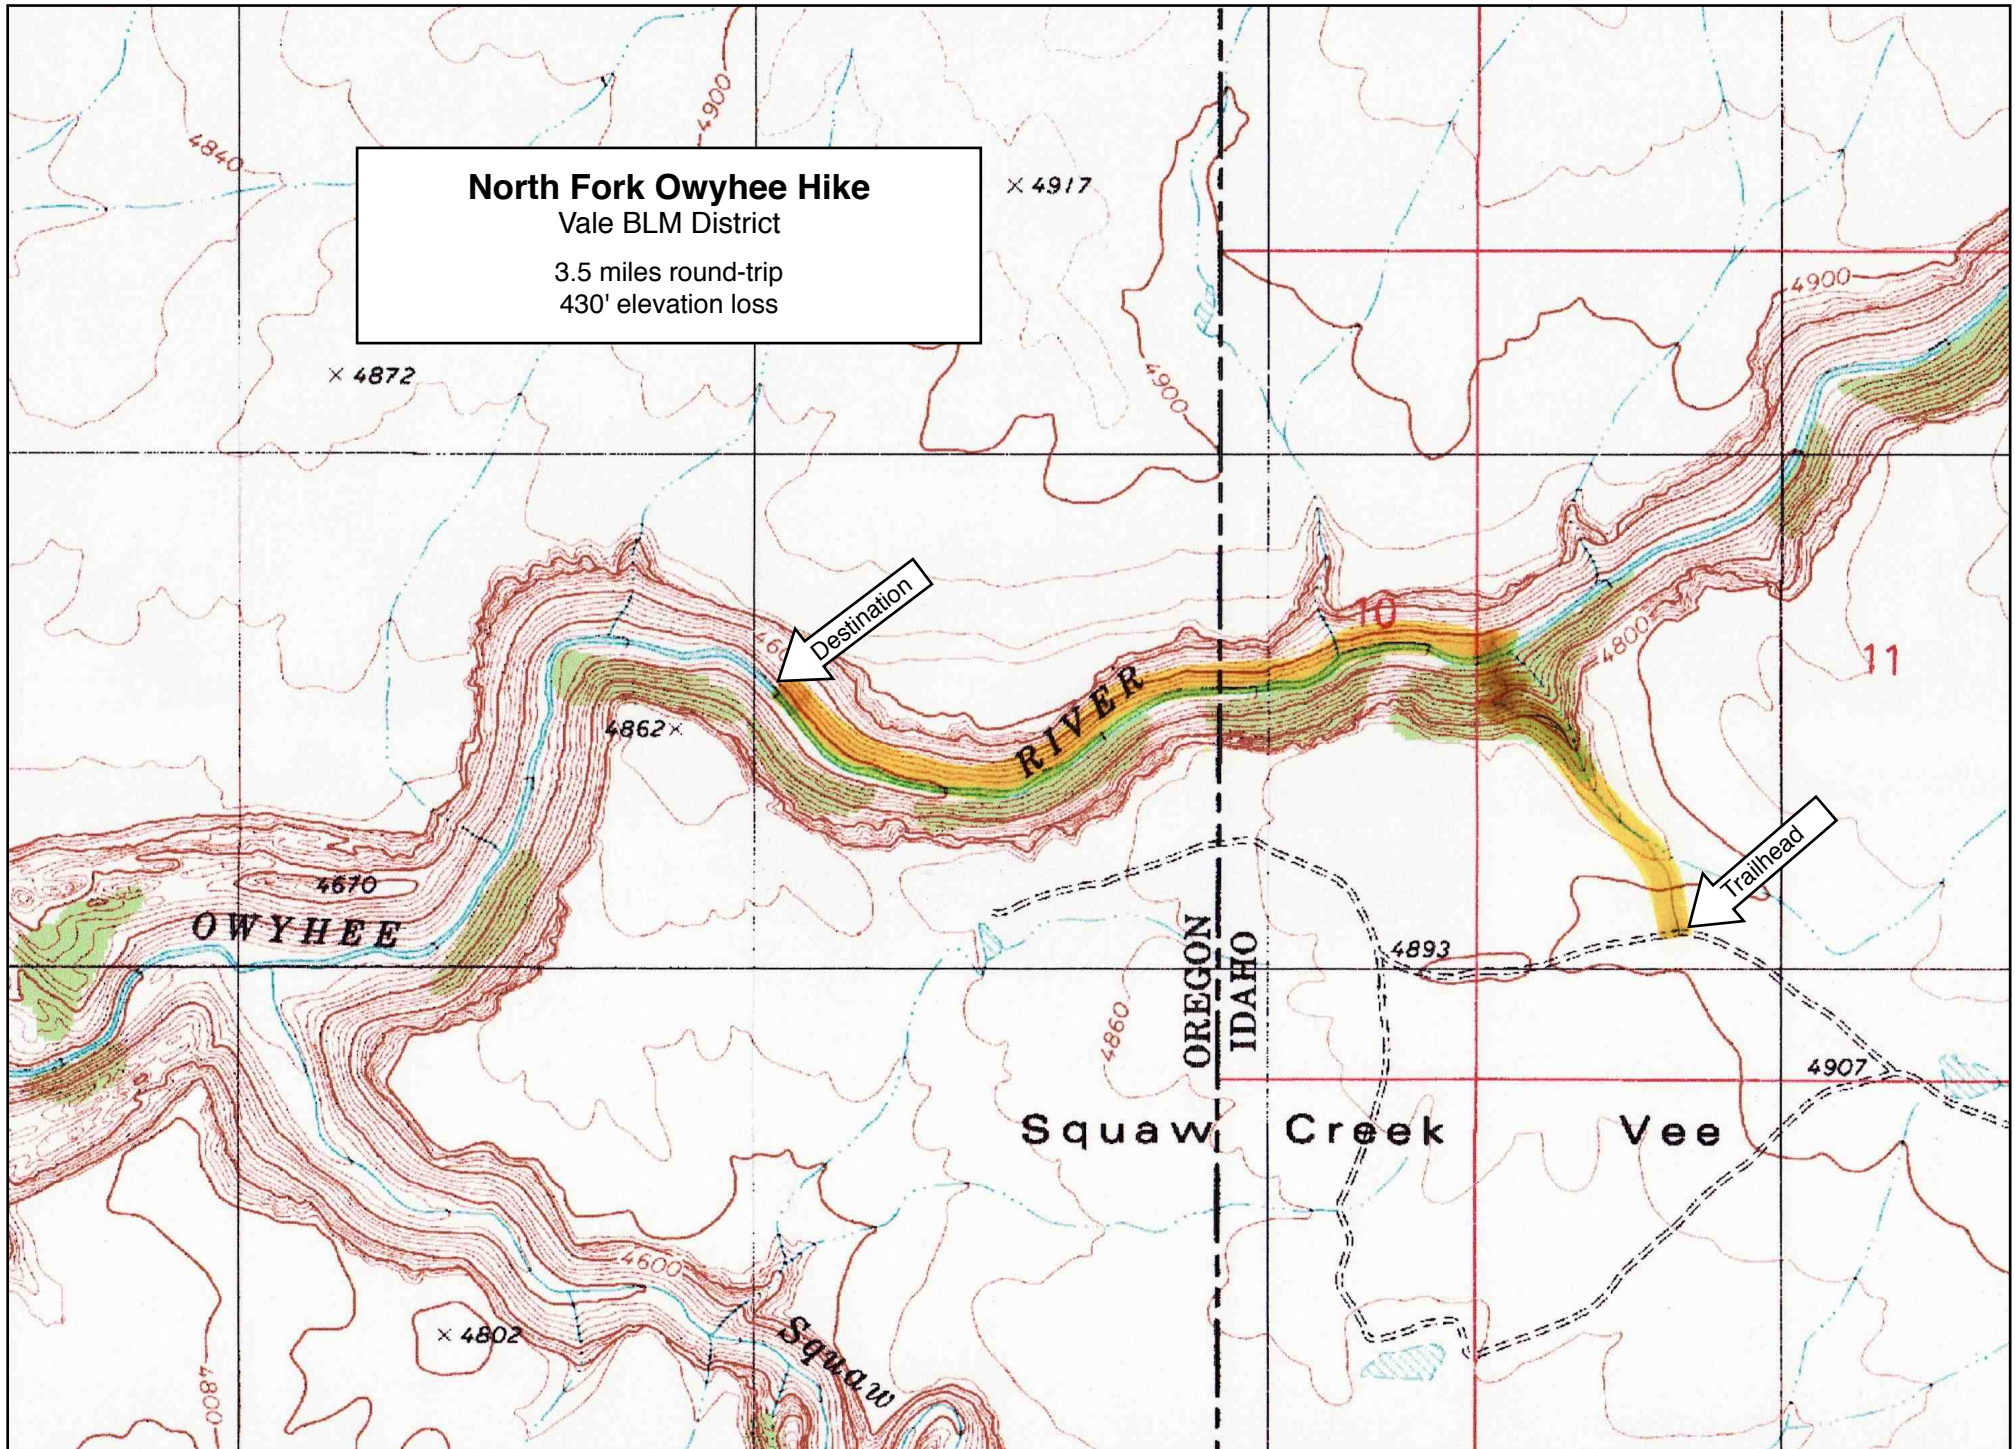 4900
4840
North Fork Owyhee Hike
Vale BLM District
3.5 miles round-trip
430' elevation loss
4917
4900
4872
4900
10
Destination
460
4800
11
RIVER
4862
Trailhead
4670
OWYHEE
4893
OREGON
IDAHO
4860
4907
Squaw Creek Vee
4600
Squaw
4802
4800